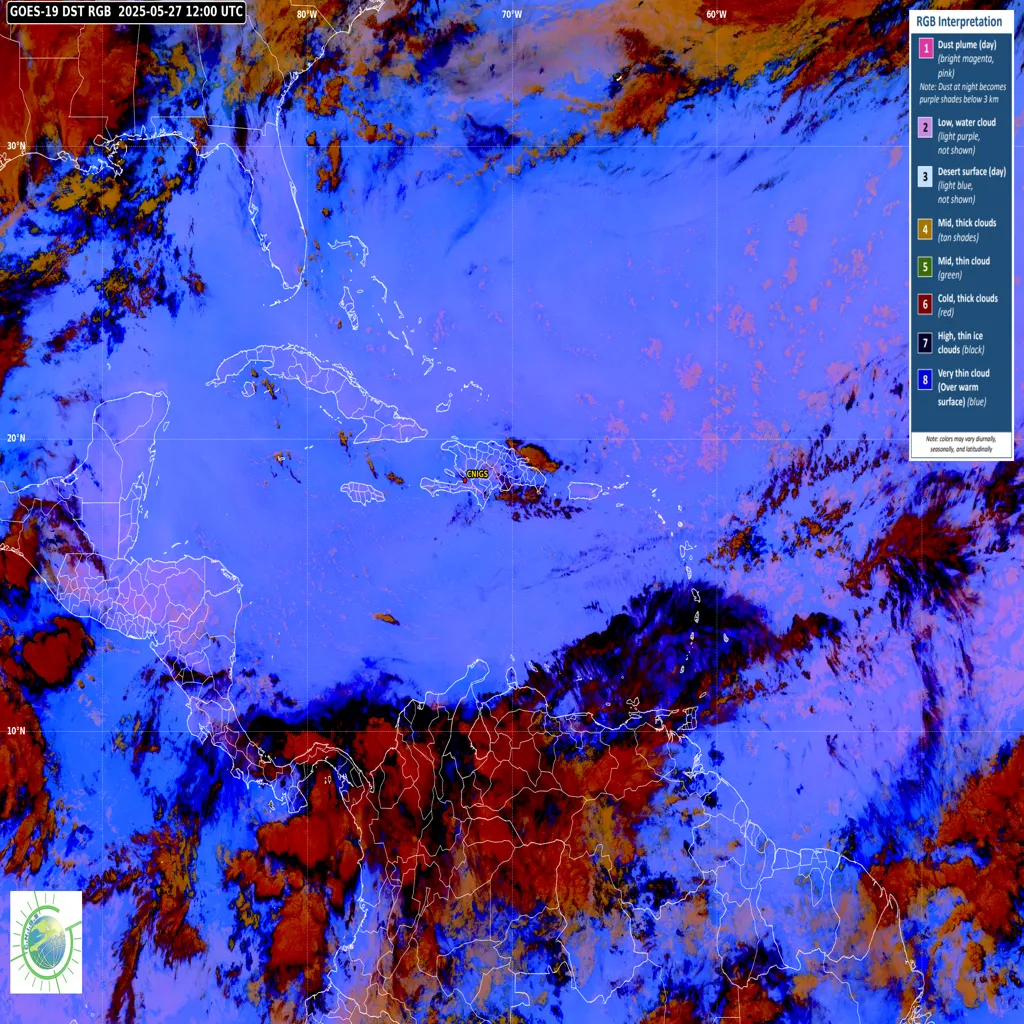 GOES-19 DST RGB 2025-05-27 12:00 UTC
80°W
70°W
60°W
30°N
20°N
10°N
CNIGS
RGB Interpretation
1
Dust plume (day)
(bright magenta,
pink)
Note: Dust at night becomes
purple shades below 3 km
2
Low, water cloud
(light purple,
not shown)
3
Desert surface (day)
(light blue,
not shown)
4
Mid, thick clouds
(tan shades)
5
Mid, thin cloud
(green)
6
Cold, thick clouds
(red)
7
High, thin ice
clouds (black)
8
Very thin cloud
(Over warm
surface) (blue)
Note: colors may vary diurnally,
seasonally, and latitudinally